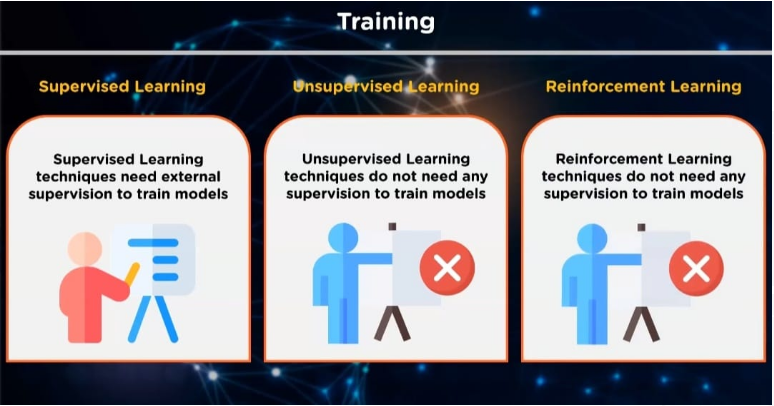 Training
Supervised Learning
Unsupervised Learning
Reinforcement Learning
Supervised Learning
techniques need external
supervision to train models
Unsupervised Learning
techniques do not need any
supervision to train models
Reinforcement Learning
techniques do not need any
supervision to train models